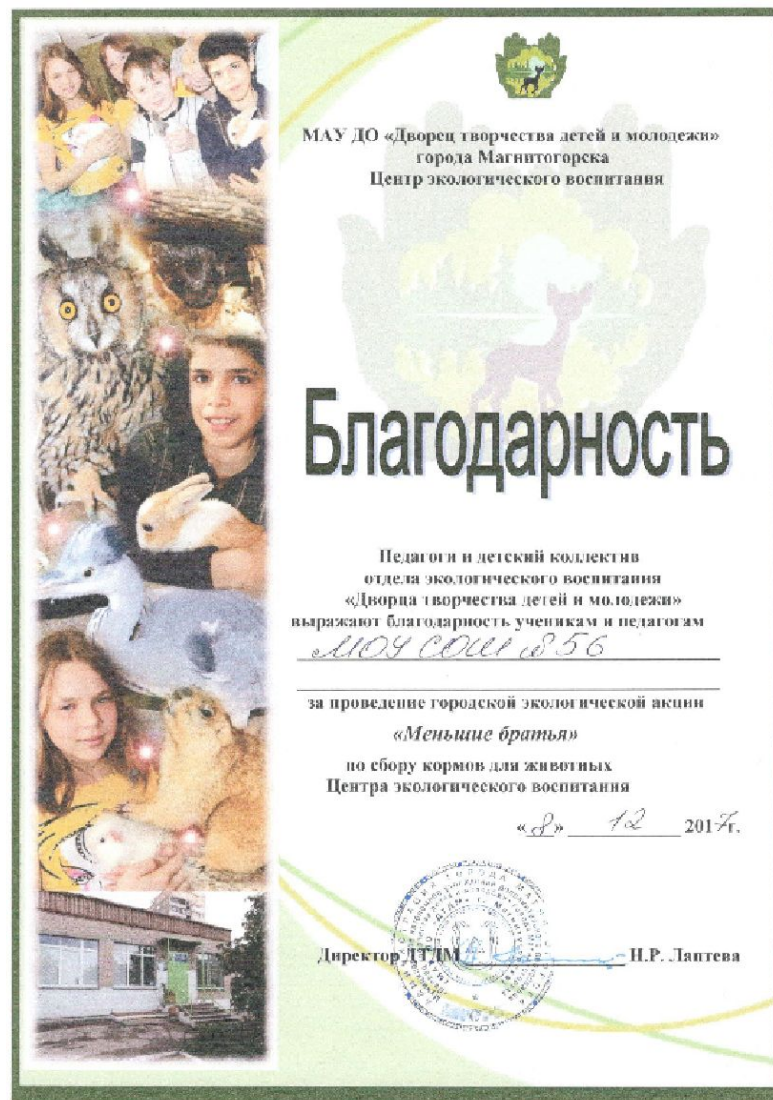 МАУ ДО «Дворец творчества детей и молодежи»
города Магнитогорска
Центр экологического воспитания
Благодарность
Педагоги и детский коллектив
отдела экологического воспитания
«Дворца творчества детей и молодежи»
выражают благодарность ученикам и педагогам
МОУ СОШ №56
за проведение городской экологической акции
«Меньшие братья»
по сбору кормов для животных
Центра экологического воспитания
«8» 12 2017г.
Директор ДТДМ Н.Р. Лаптева